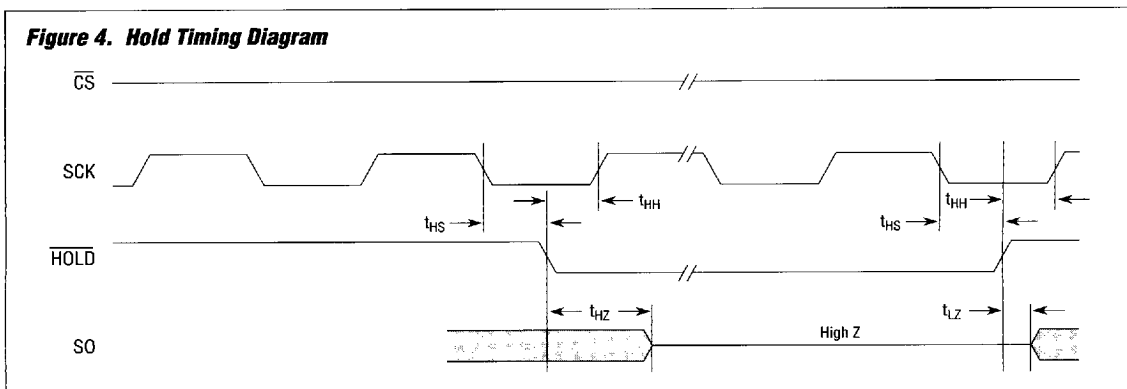 Figure 4. Hold Timing Diagram
CS
SCK
tHH
tHS
tHH
tHS
HOLD
tHZ
tLZ
High Z
SO